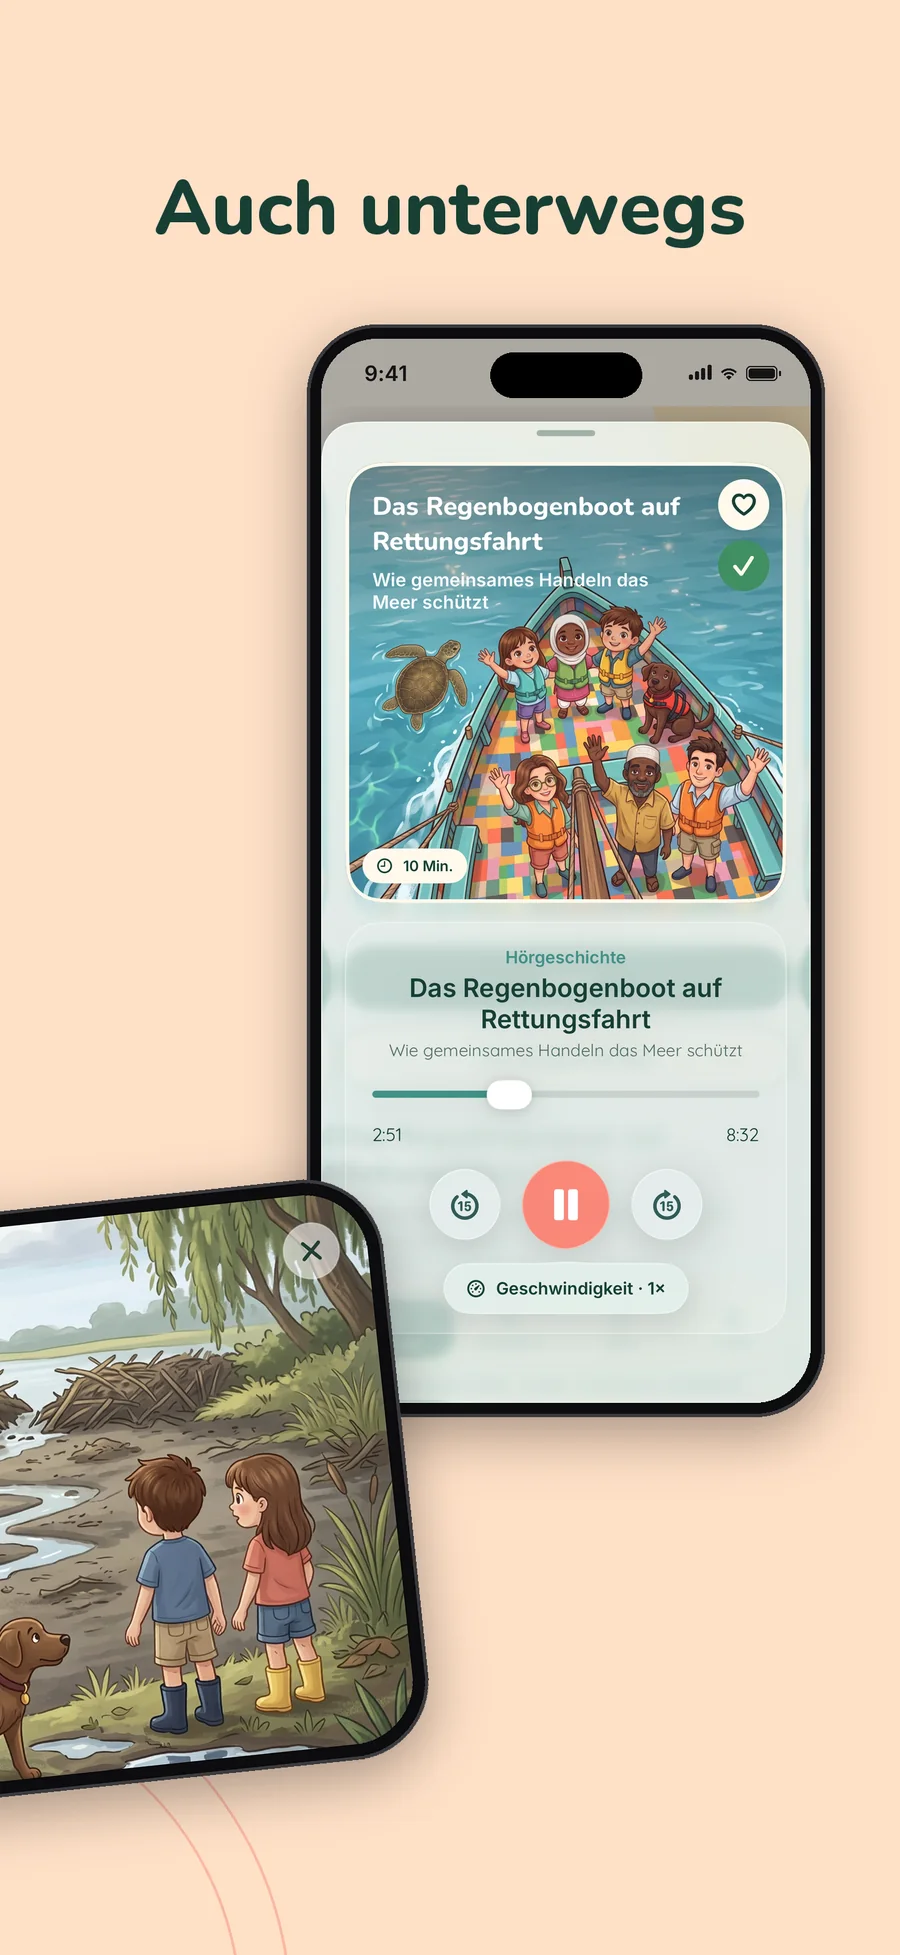 Auch unterwegs
9:41
Das Regenbogenboot auf
Rettungsfahrt
Wie gemeinsames Handeln das
Meer schützt
10 Min.
Hörgeschichte
Das Regenbogenboot auf
Rettungsfahrt
Wie gemeinsames Handeln das Meer schützt
2:51
8:32
15
15
Geschwindigkeit · 1×